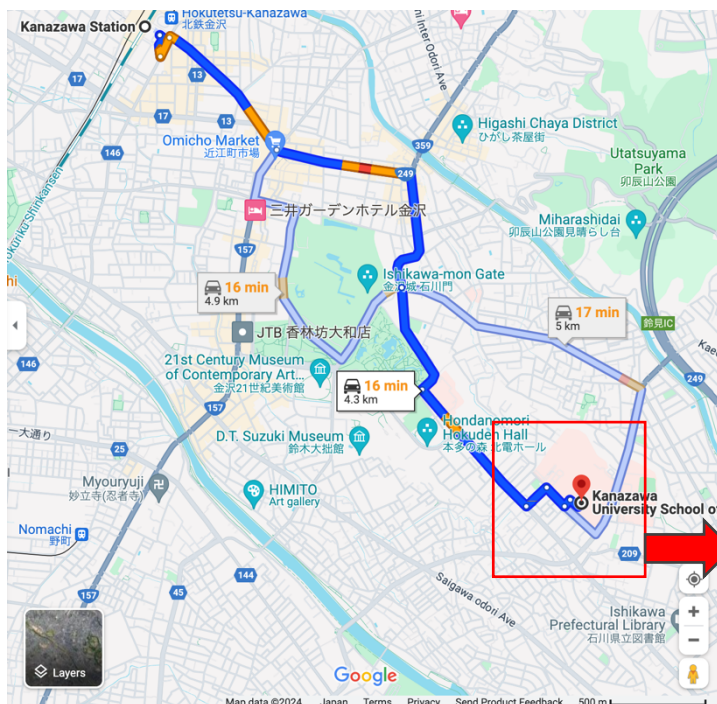 Hokutetsu-Kanazawa
北鉄金沢
Kanazawa Station
17
13
17
13
146
Omicho Market
近江町市場
249
359
Inter Odori Ave
Higashi Chaya District
ひがし茶屋街
Utatsuyama
Park
卯辰山公園
Miharashidai
卯辰山公園見晴らし台
Hokuriku Shinkansen
146
三井ガーデンホテル金沢
157
Ishikawa-mon Gate
金沢城 石川門
16 min
4.9 km
17 min
5 km
鈴見IC
JTB 香林坊大和店
21st Century Museum
of Contemporary Art...
金沢21世紀美術館
16 min
4.3 km
249
157
D.T. Suzuki Museum
鈴木大拙館
Hondanomori
Hokuden Hall
本多の森 北電ホール
25
Myouryuji
妙立寺(忍者寺)
HIMITO
Art gallery
Kanazawa
University School of
Nomachi
野町
209
144
45
157
Saigawa odori Ave
Ishikawa
Prefectural Library
石川県立図書館
Layers
Google
Map data ©2024
Japan
Terms
Privacy
Send Product Feedback
500 m